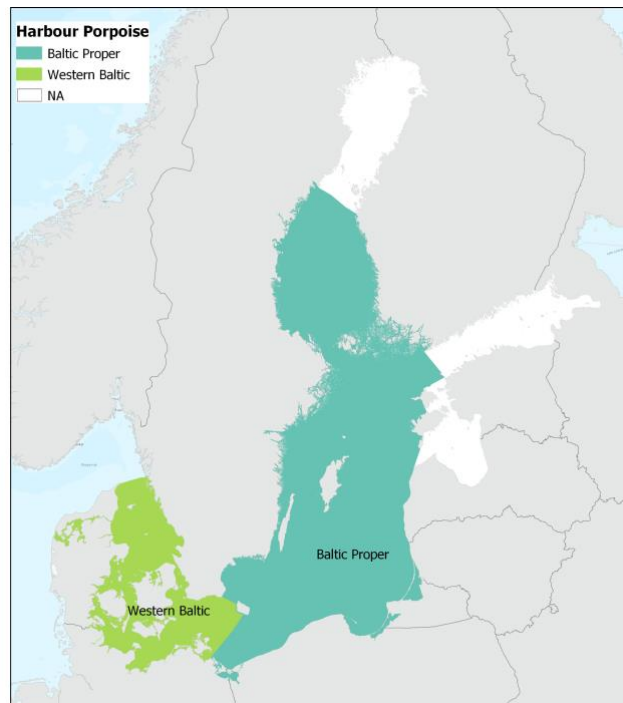 Harbour Porpoise
Baltic Proper
Western Baltic
NA
Baltic Proper
Western Baltic